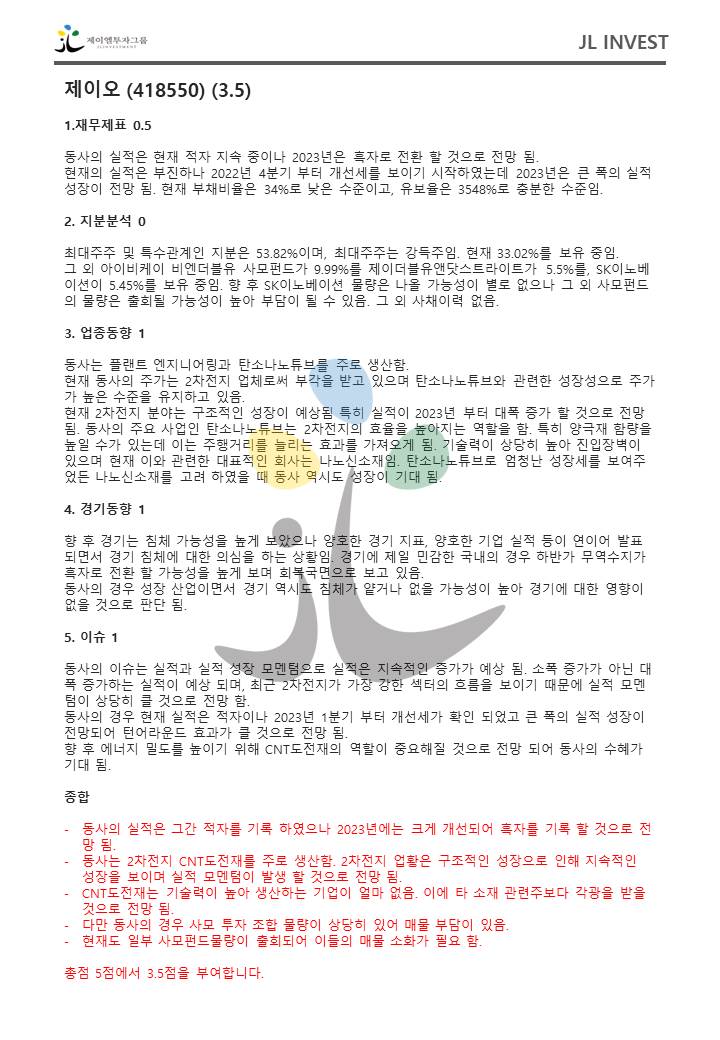 제이엘투자그룹
JLINVESTMENT
JL INVEST
제이오 (418550) (3.5)
1.재무제표 0.5
동사의 실적은 현재 적자 지속 중이나 2023년은 흑자로 전환 할 것으로 전망 됨.
현재의 실적은 부진하나 2022년 4분기 부터 개선세를 보이기 시작하였는데 2023년은 큰 폭의 실적
성장이 전망 됨. 현재 부채비율은 34%로 낮은 수준이고, 유보율은 3548%로 충분한 수준임.
2. 지분분석 0
최대주주 및 특수관계인 지분은 53.82%이며, 최대주주는 강득주임. 현재 33.02%를 보유 중임.
그 외 아이비케이 비엔더블유 사모펀드가 9.99%를 제이더블유앤닷스트라이트가 5.5%를, SK이노베
이션이 5.45%를 보유 중임. 향 후 SK이노베이션 물량은 나올 가능성이 별로 없으나 그 외 사모펀드
의 물량은 출회될 가능성이 높아 부담이 될 수 있음. 그 외 사채이력 없음.
3. 업종동향 1
동사는 플랜트 엔지니어링과 탄소나노튜브를 주로 생산함.
현재 동사의 주가는 2차전지 업체로써 부각을 받고 있으며 탄소나노튜브와 관련한 성장성으로 주가
가 높은 수준을 유지하고 있음.
현재 2차전지 분야는 구조적인 성장이 예상됨 특히 실적이 2023년 부터 대폭 증가 할 것으로 전망
됨. 동사의 주요 사업인 탄소나노튜브는 2차전지의 효율을 높아지는 역할을 함. 특히 양극재 함량을
높일 수가 있는데 이는 주행거리를 늘리는 효과를 가져오게 됨. 기술력이 상당히 높아 진입장벽이
있으며 현재 이와 관련한 대표적인 회사는 나노신소재임. 탄소나노튜브로 엄청난 성장세를 보여주
었든 나노신소재를 고려 하였을 때 동사 역시도 성장이 기대 됨.
4. 경기동향 1
향 후 경기는 침체 가능성을 높게 보았으나 양호한 경기 지표, 양호한 기업 실적 등이 연이어 발표
되면서 경기 침체에 대한 의심을 하는 상황임. 경기에 제일 민감한 국내의 경우 하반가 무역수지가
흑자로 전환 할 가능성을 높게 보며 회복국면으로 보고 있음.
동사의 경우 성장 산업이면서 경기 역시도 침체가 얕거나 없을 가능성이 높아 경기에 대한 영향이
없을 것으로 판단 됨.
5. 이슈 1
동사의 이슈는 실적과 실적 성장 모멘텀으로 실적은 지속적인 증가가 예상 됨. 소폭 증가가 아닌 대
폭 증가하는 실적이 예상 되며, 최근 2차전지가 가장 강한 섹터의 흐름을 보이기 때문에 실적 모멘
텀이 상당히 클 것으로 전망 함.
동사의 경우 현재 실적은 적자이나 2023년 1분기 부터 개선세가 확인 되었고 큰 폭의 실적 성장이
전망되어 턴어라운드 효과가 클 것으로 전망 됨.
향 후 에너지 밀도를 높이기 위해 CNT도전재의 역할이 중요해질 것으로 전망 되어 동사의 수혜가
기대 됨.
종합
- 동사의 실적은 그간 적자를 기록 하였으나 2023년에는 크게 개선되어 흑자를 기록 할 것으로 전
망 됨.
- 동사는 2차전지 CNT도전재를 주로 생산함. 2차전지 업황은 구조적인 성장으로 인해 지속적인
성장을 보이며 실적 모멘텀이 발생 할 것으로 전망 됨.
- CNT도전재는 기술력이 높아 생산하는 기업이 얼마 없음. 이에 타 소재 관련주보다 각광을 받을
것으로 전망 됨.
- 다만 동사의 경우 사모 투자 조합 물량이 상당히 있어 매물 부담이 있음.
- 현재도 일부 사모펀드물량이 출회되어 이들의 매물 소화가 필요 함.
총점 5점에서 3.5점을 부여합니다.